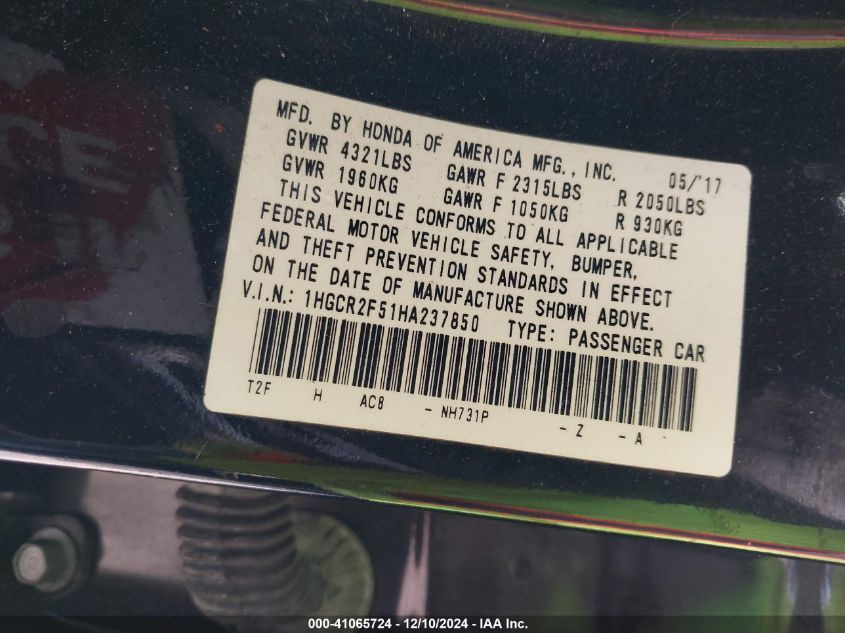 MFD. BY HONDA OF AMERICA MFG., INC. 05/'17
GVWR 4321LBS GAWR F 2315LBS R 2050LBS
GVWR 1960KG GAWR F 1050KG R 930KG
THIS VEHICLE CONFORMS TO ALL APPLICABLE
FEDERAL MOTOR VEHICLE SAFETY, BUMPER,
AND THEFT PREVENTION STANDARDS IN EFFECT
ON THE DATE OF MANUFACTURE SHOWN ABOVE.
V.I.N.: 1HGCR2F51HA237850 TYPE: PASSENGER CAR
T2F H AC8 - NH731P - Z - A
000-41065724 - 12/10/2024 - IAA Inc.